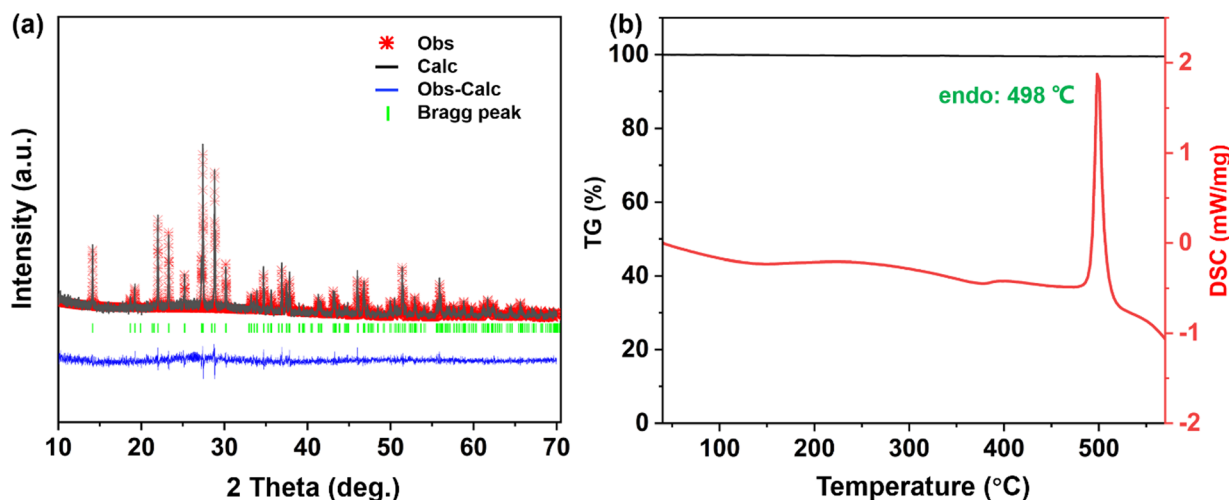 (a)
Obs
Calc
Obs-Calc
Bragg peak
Intensity (a.u.)
10 20 30 40 50 60 70
2 Theta (deg.)
(b)
endo: 498 ℃
TG (%)
100
80
60
40
20
0
DSC (mW/mg)
2
1
0
-1
-2
100 200 300 400 500
Temperature (°C)